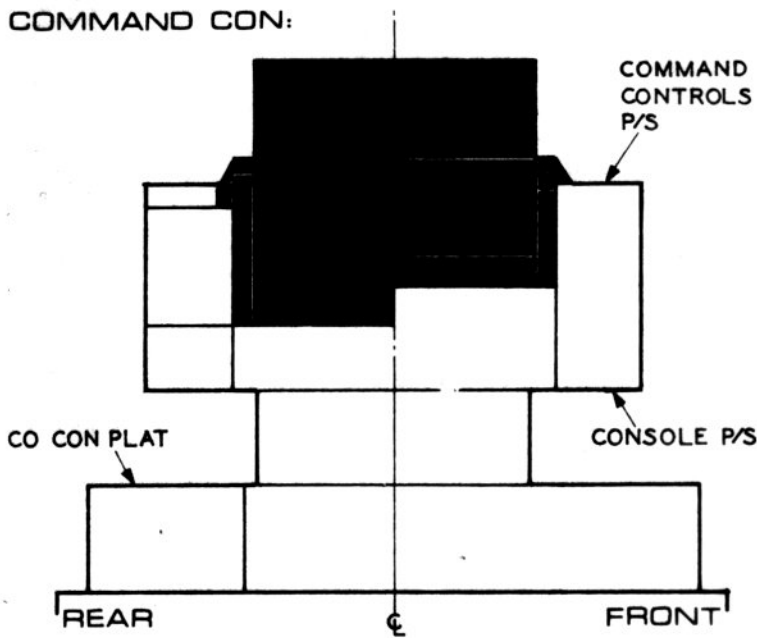 COMMAND CON:
COMMAND
CONTROLS
P/S
CO CON PLAT
CONSOLE P/S
REAR
℄
FRONT